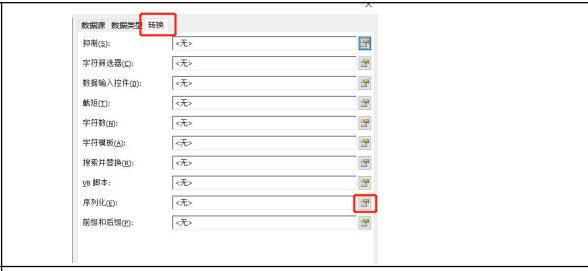 数据源 数据类型 转换
抑制(S): <无>
字符筛选器(C): <无>
数据输入控件(D): <无>
截短(T): <无>
字符数(N): <无>
字符模板(A): <无>
搜索并替换(R): <无>
VB 脚本: <无>
序列化(E): <无>
前缀和后缀(P): <无>